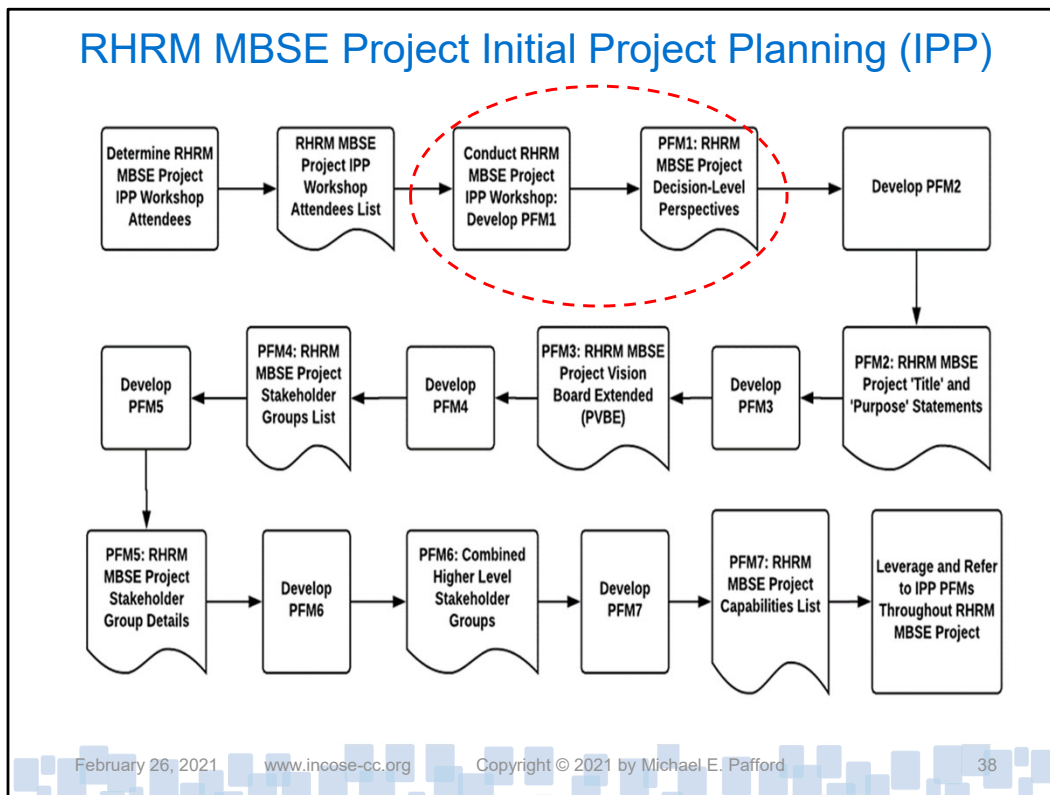 RHRM MBSE Project Initial Project Planning (IPP)
Determine RHRM
MBSE Project
IPP Workshop
Attendees
RHRM MBSE
Project IPP
Workshop
Attendees List
Conduct RHRM
MBSE Project
IPP Workshop:
Develop PFM1
PFM1: RHRM
MBSE Project
Decision-Level
Perspectives
Develop PFM2
PFM2: RHRM MBSE
Project 'Title' and
'Purpose' Statements
Develop
PFM3
PFM3: RHRM MBSE
Project Vision
Board Extended
(PVBE)
Develop
PFM4
PFM4: RHRM
MBSE Project
Stakeholder
Groups List
Develop
PFM5
PFM5: RHRM
MBSE Project
Stakeholder
Group Details
Develop
PFM6
PFM6: Combined
Higher Level
Stakeholder
Groups
Develop
PFM7
PFM7: RHRM
MBSE Project
Capabilities List
Leverage and Refer
to IPP PFMs
Throughout RHRM
MBSE Project
February 26, 2021 www.incose-cc.org Copyright © 2021 by Michael E. Pafford 38